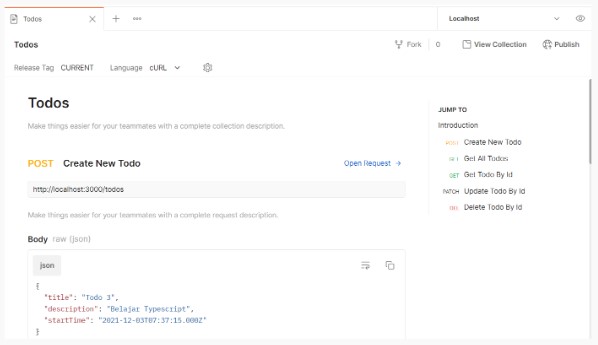 Todos
Localhost
Todos
Fork 0 View Collection Publish
Release Tag CURRENT Language cURL
Todos
Make things easier for your teammates with a complete collection description.
POST Create New Todo Open Request →
http://localhost:3000/todos
Make things easier for your teammates with a complete request description.
Body raw (json)
json
{
"title": "Todo 3",
"description": "Belajar Typescript",
"startTime": "2021-12-03T07:37:15.000Z"
}
JUMP TO
Introduction
POST Create New Todo
GET Get All Todos
GET Get Todo By Id
PATCH Update Todo By Id
DEL Delete Todo By Id